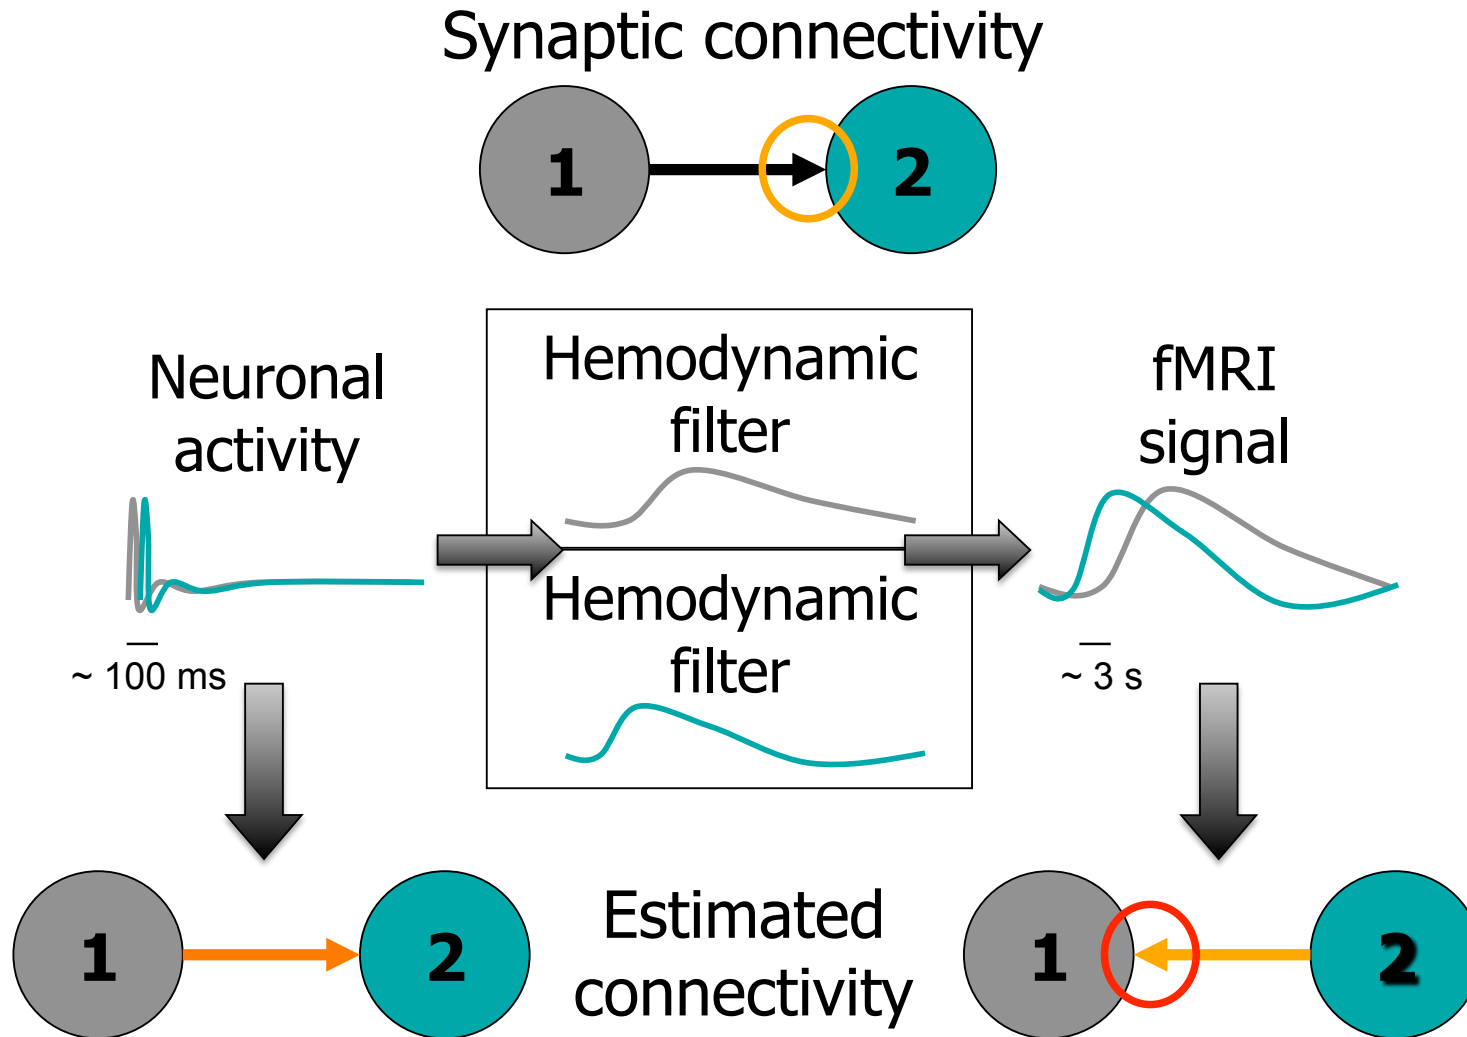 Synaptic connectivity
1
2
Neuronal
activity
~ 100 ms
Hemodynamic
filter
Hemodynamic
filter
fMRI
signal
~ 3 s
1
2
Estimated
connectivity
1
2